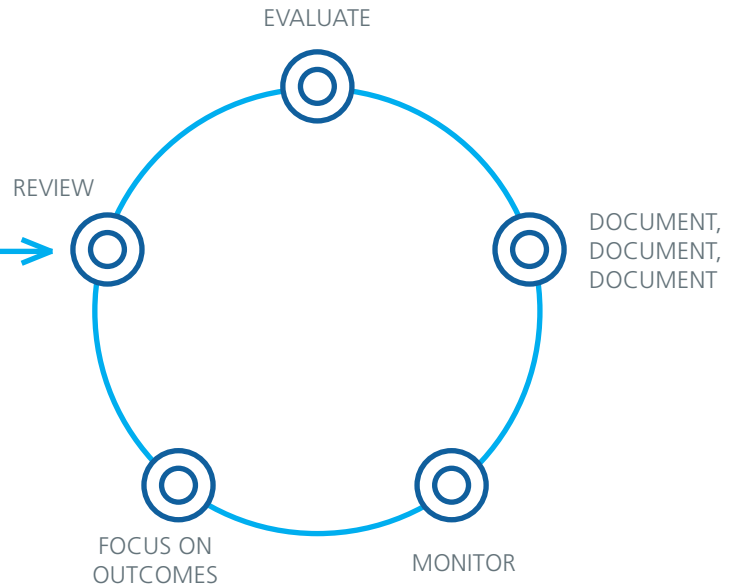 EVALUATE
REVIEW
DOCUMENT,
DOCUMENT,
DOCUMENT
FOCUS ON
OUTCOMES
MONITOR